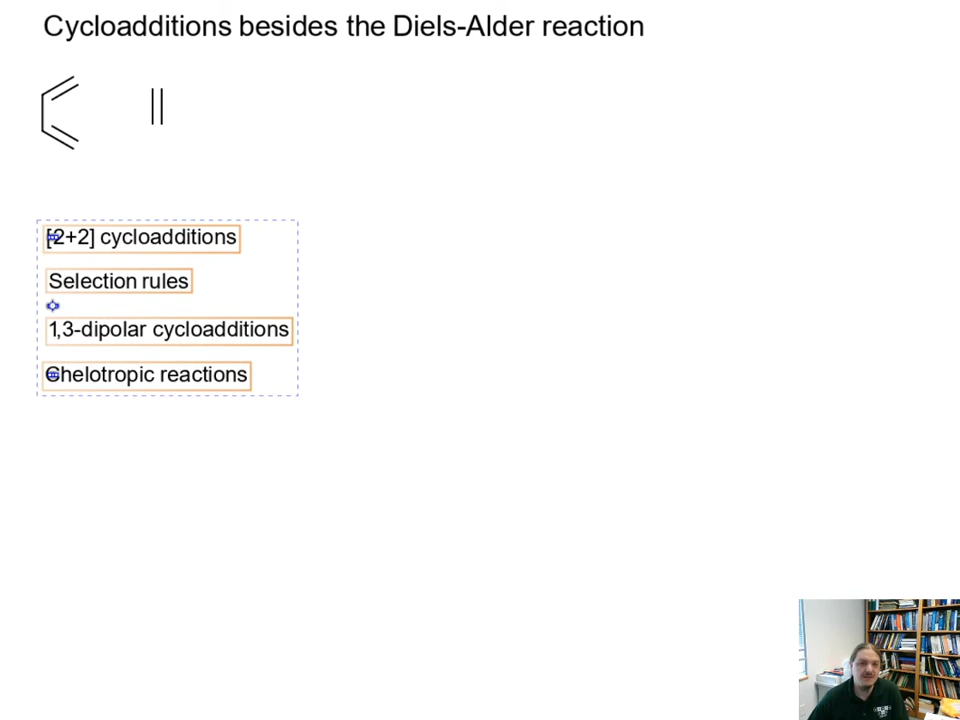 Cycloadditions besides the Diels-Alder reaction
[2+2] cycloadditions
Selection rules
1,3-dipolar cycloadditions
Chelotropic reactions